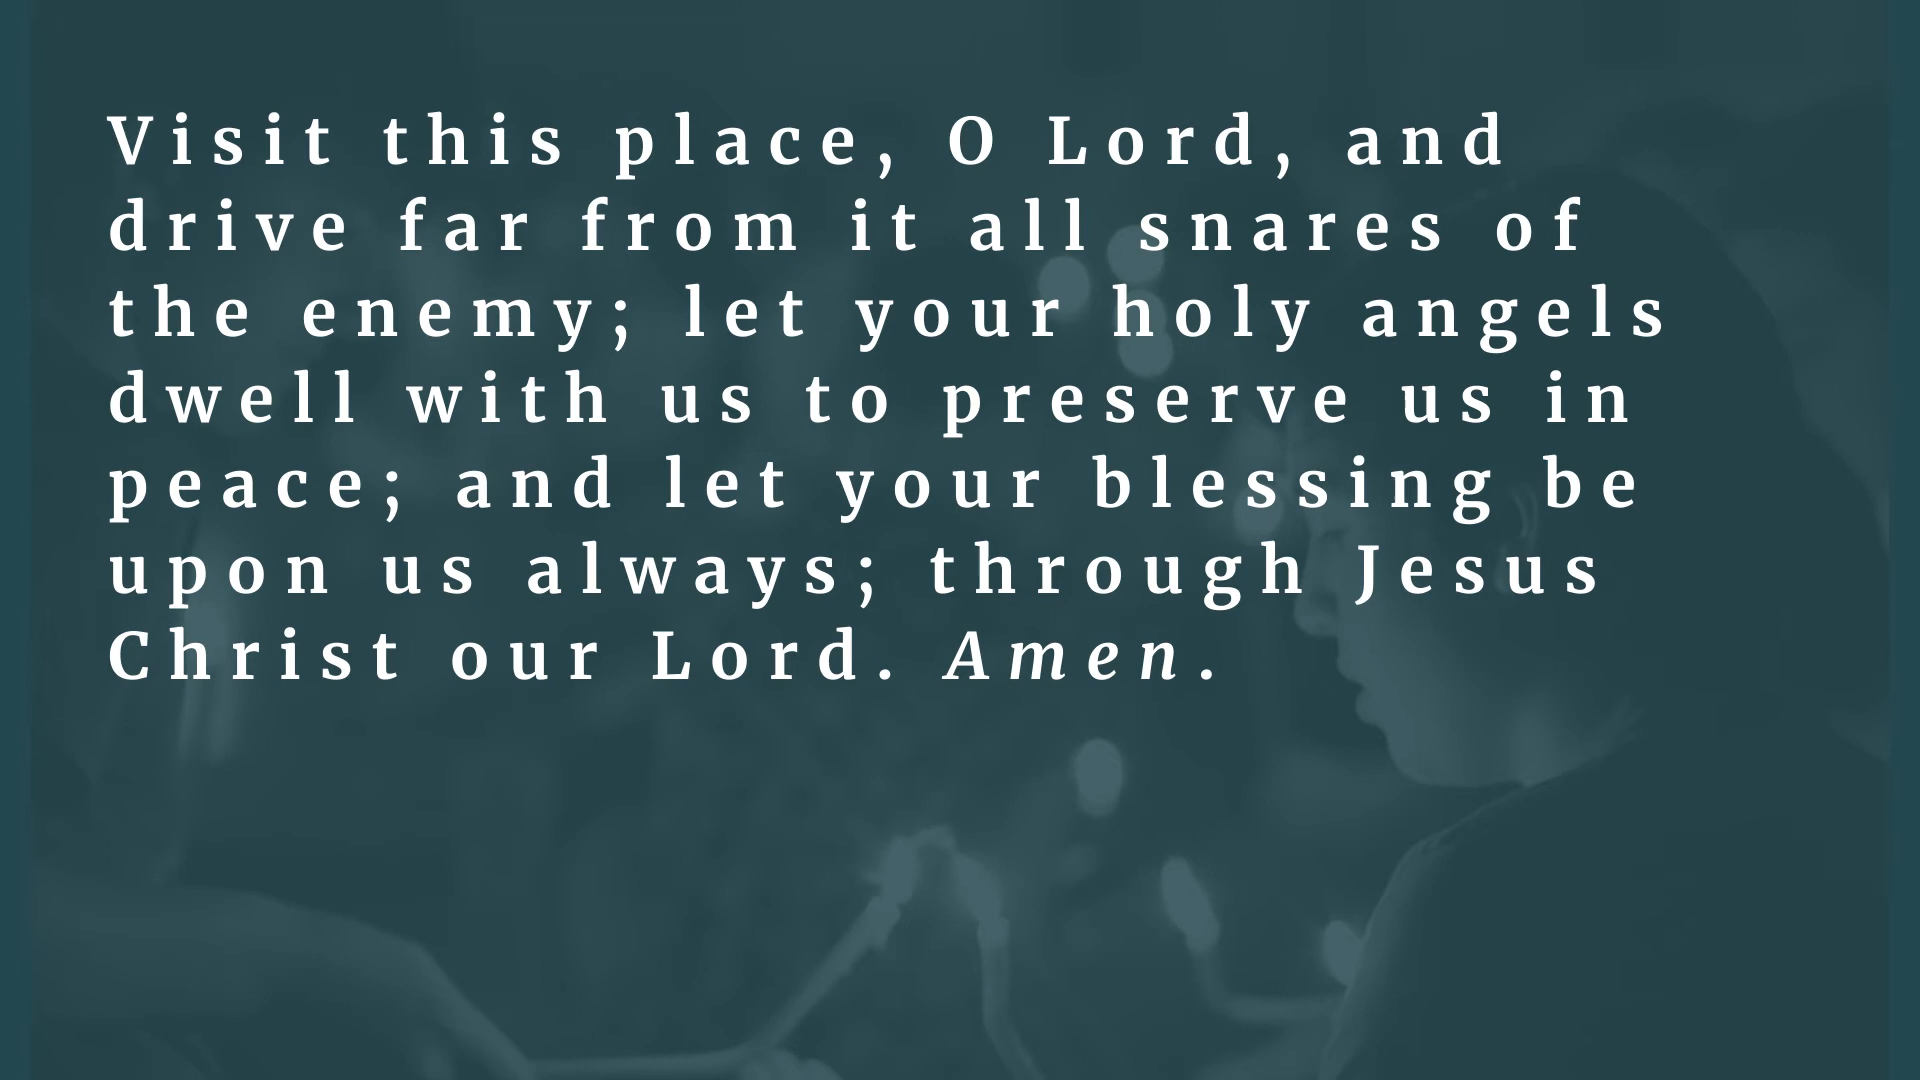 Visit this place, O Lord, and
drive far from it all snares of
the enemy; let your holy angels
dwell with us to preserve us in
peace; and let your blessing be
upon us always; through Jesus
Christ our Lord. Amen.